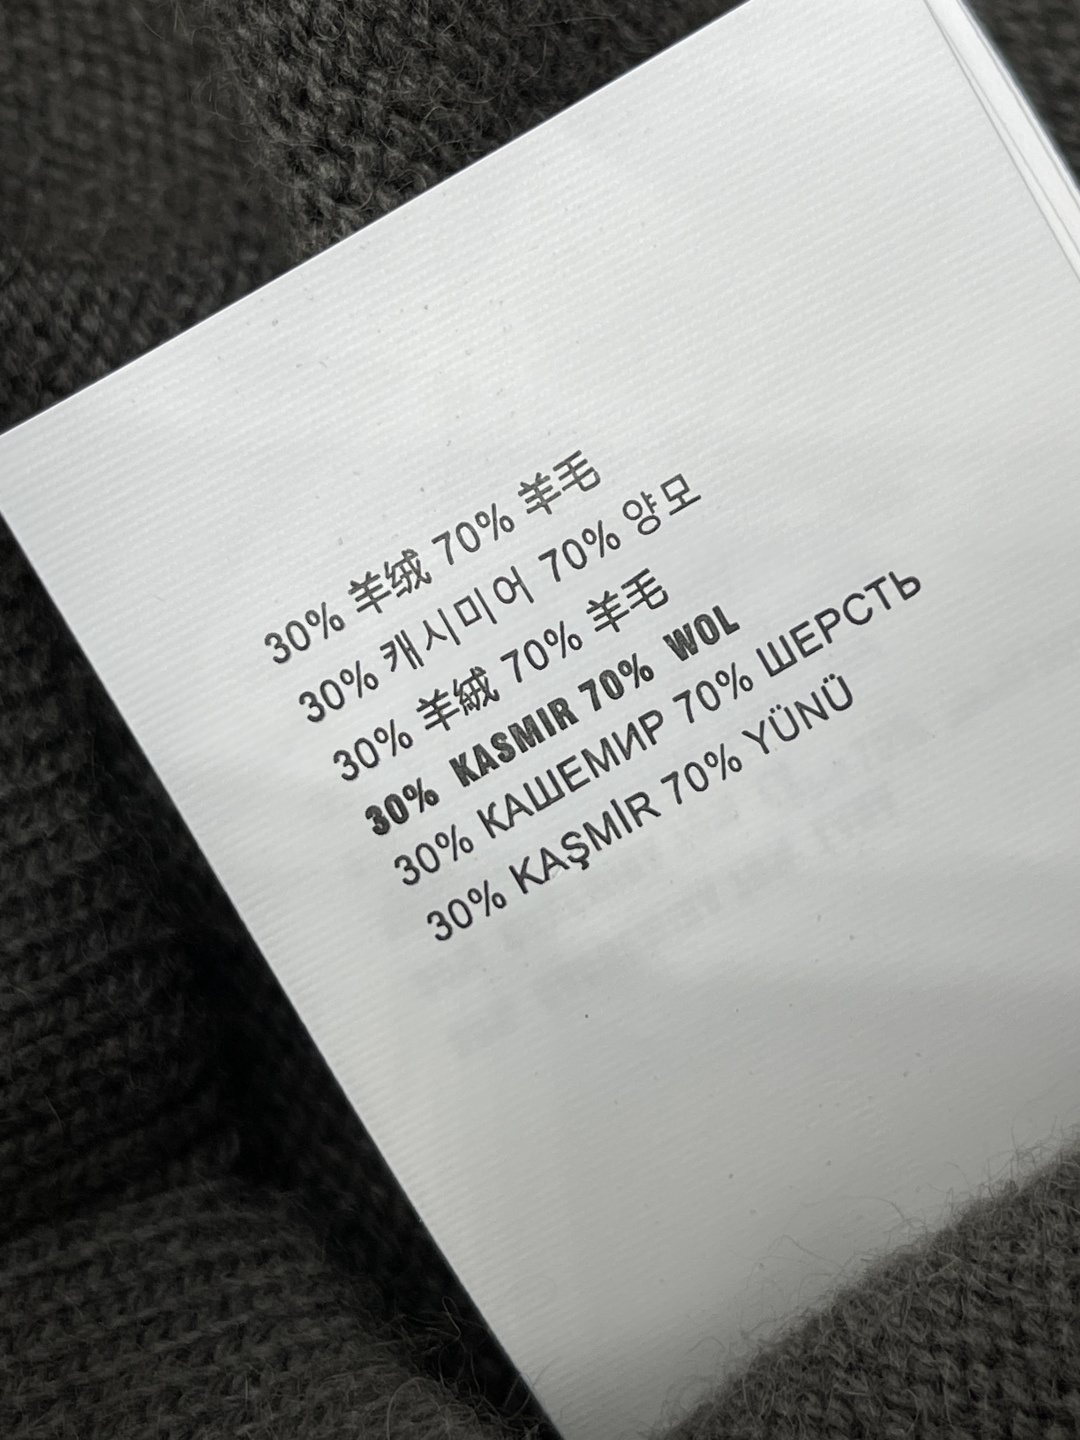 30% 羊绒 70% 羊毛
30% 캐시미어 70% 양모
30% 羊絨 70% 羊毛
30% KASMIR 70% WOL
30% КАШЕМИР 70% ШЕРСТЬ
30% KAŞMİR 70% YÜNÜ